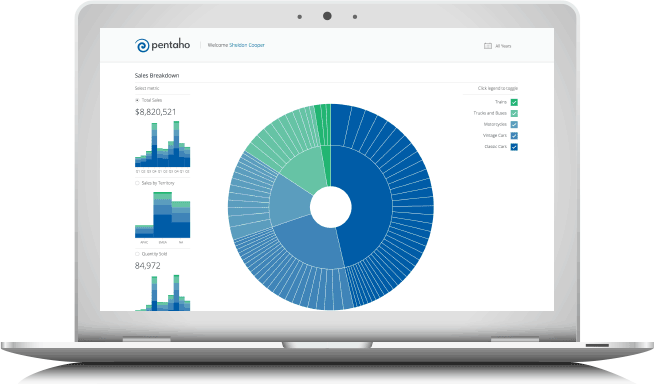 pentaho
Welcome Sheldon Cooper
All Years
Sales Breakdown
Select metric
Click legend to toggle
Total Sales
$8,820,521
Trains
Trucks and Buses
Motorcycles
Vintage Cars
Classic Cars
Q1 Q2 Q3 Q4 Q1 Q2 Q3 Q4 Q1 Q2
Sales by Territory
APAC EMEA NA
Quantity Sold
84,972